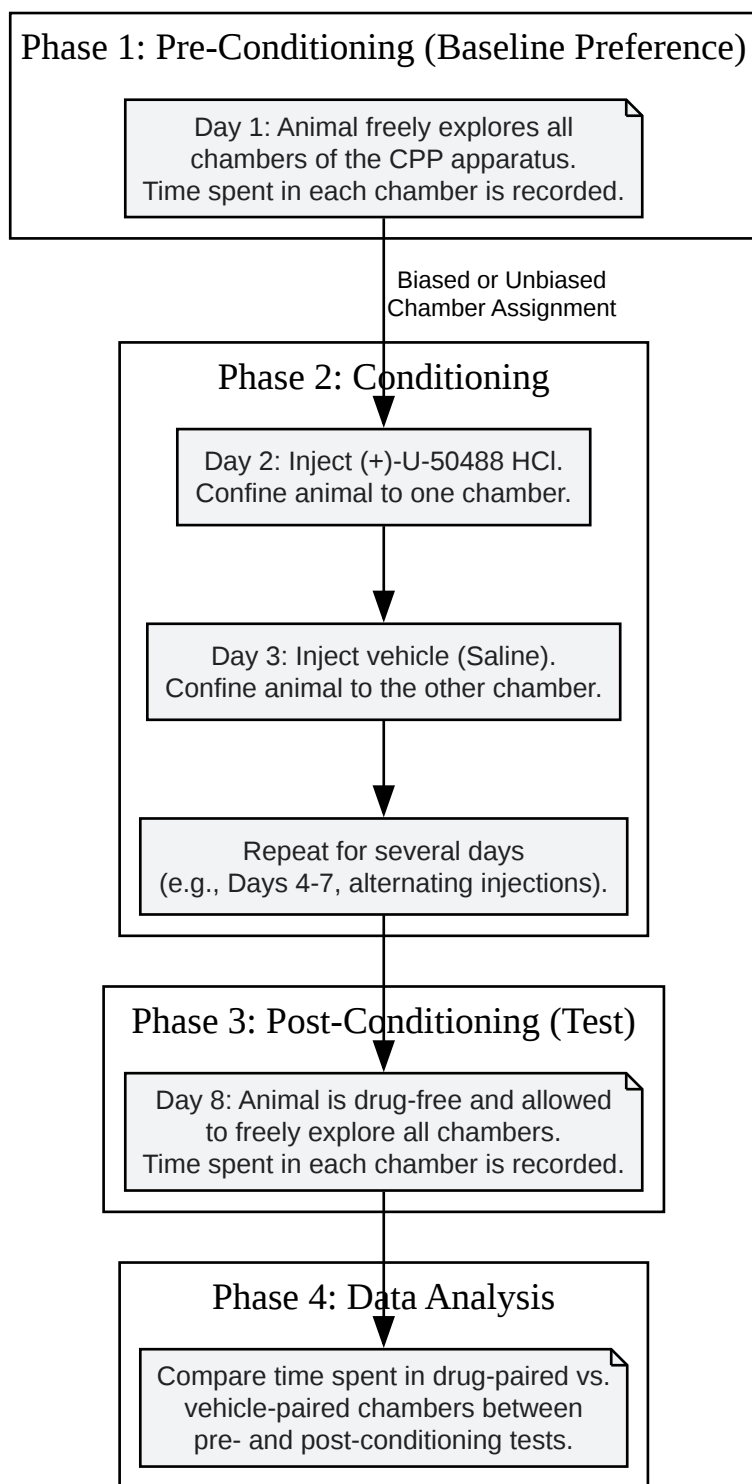 Phase 1: Pre-Conditioning (Baseline Preference)
Day 1: Animal freely explores all
chambers of the CPP apparatus.
Time spent in each chamber is recorded.
Biased or Unbiased
Chamber Assignment
Phase 2: Conditioning
Day 2: Inject (+)-U-50488 HCl.
Confine animal to one chamber.
Day 3: Inject vehicle (Saline).
Confine animal to the other chamber.
Repeat for several days
(e.g., Days 4-7, alternating injections).
Phase 3: Post-Conditioning (Test)
Day 8: Animal is drug-free and allowed
to freely explore all chambers.
Time spent in each chamber is recorded.
Phase 4: Data Analysis
Compare time spent in drug-paired vs.
vehicle-paired chambers between
pre- and post-conditioning tests.